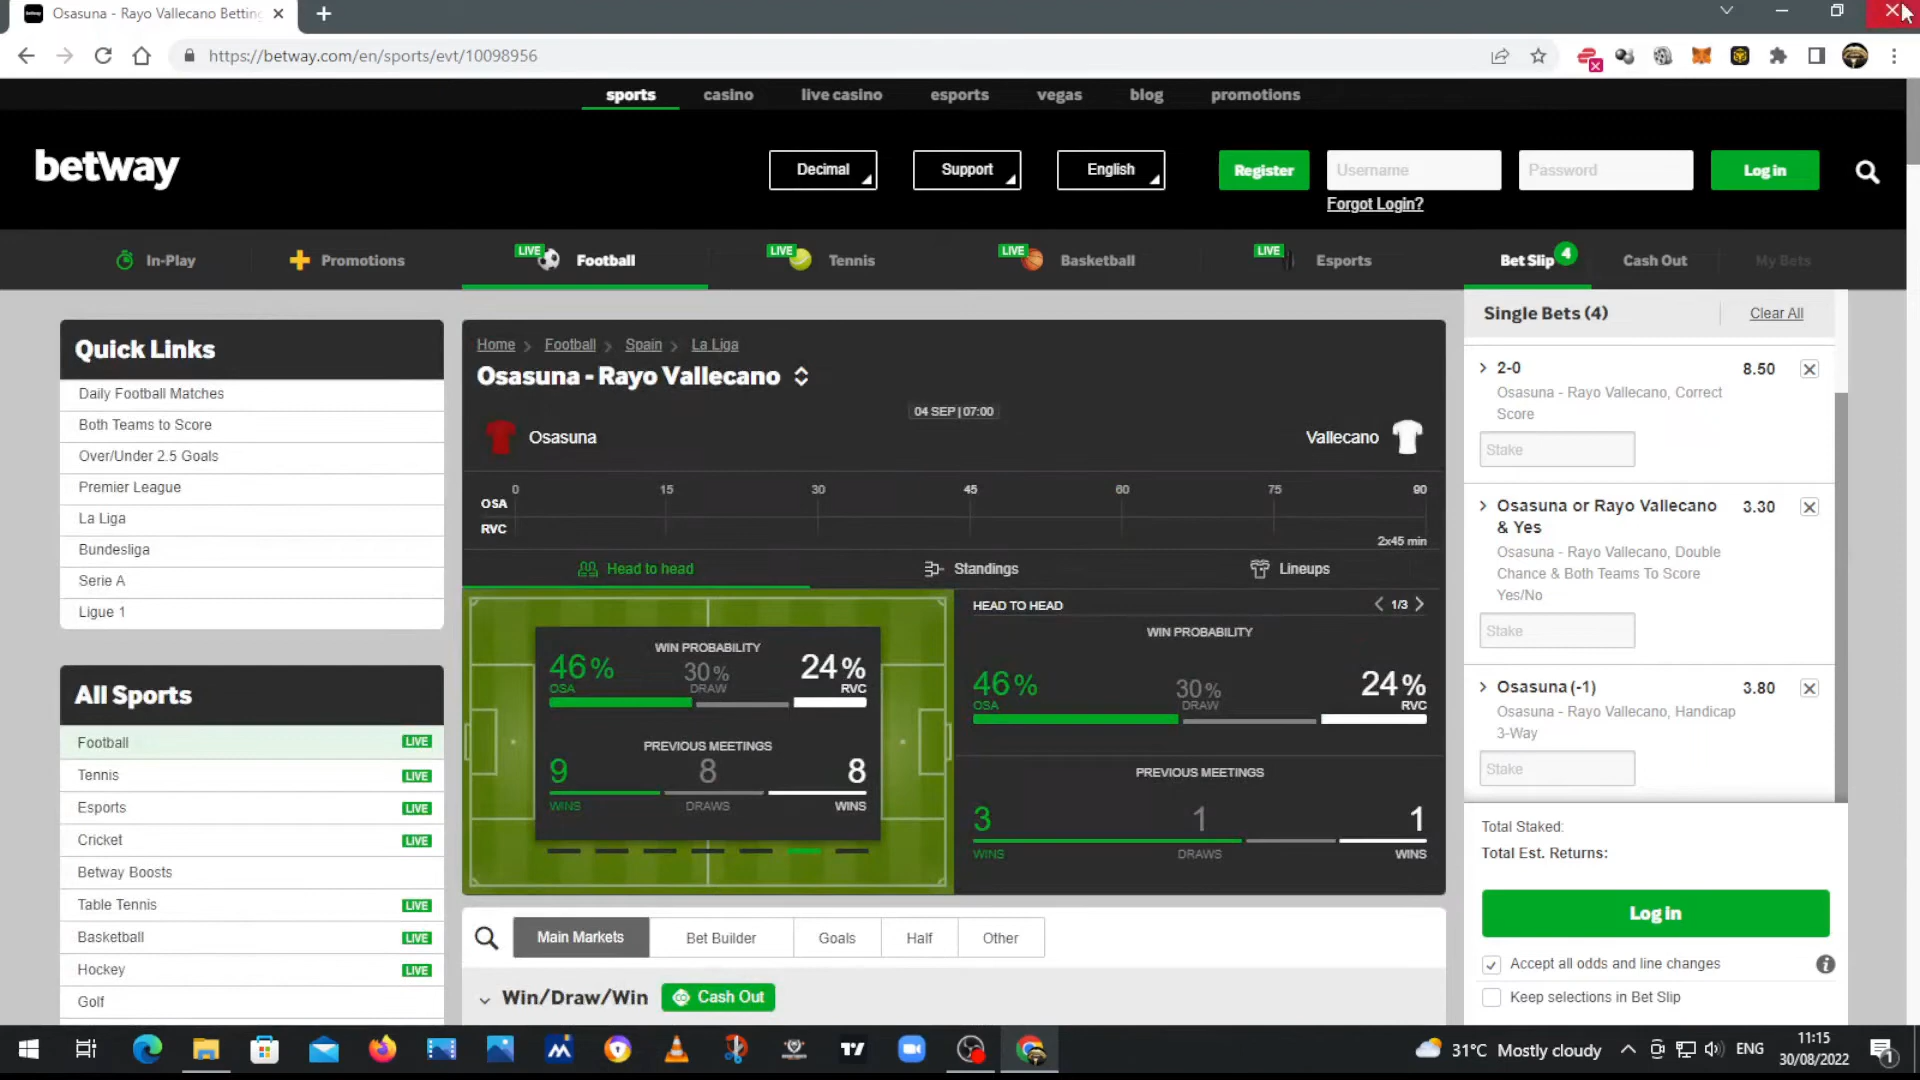 Osasuna - Rayo Vallecano Betting
https://betway.com/en/sports/evt/10098956
sports casino live casino esports vegas blog promotions
betway
Decimal Support English Register Username Password Log in
Forgot Login?
In-Play Promotions LIVE Football LIVE Tennis LIVE Basketball LIVE Esports Bet Slip 4 Cash Out My Bets
Quick Links
Daily Football Matches
Both Teams to Score
Over/Under 2.5 Goals
Premier League
La Liga
Bundesliga
Serie A
Ligue 1
All Sports
Football LIVE
Tennis LIVE
Esports LIVE
Cricket LIVE
Betway Boosts
Table Tennis LIVE
Basketball LIVE
Hockey LIVE
Golf
Home Football Spain La Liga
Osasuna - Rayo Vallecano
04 SEP | 07:00
Osasuna Vallecano
0 15 30 45 60 75 90
OSA
RVC
2x45 min
Head to head Standings Lineups
WIN PROBABILITY
46% 30% 24%
OSA DRAW RVC
PREVIOUS MEETINGS
9 8 8
WINS DRAWS WINS
HEAD TO HEAD 1/3
WIN PROBABILITY
46% 30% 24%
OSA DRAW RVC
PREVIOUS MEETINGS
3 1 1
WINS DRAWS WINS
Main Markets Bet Builder Goals Half Other
Win/Draw/Win Cash Out
Single Bets (4) Clear All
2-0 8.50
Osasuna - Rayo Vallecano, Correct
Score
Stake
Osasuna or Rayo Vallecano 3.30
& Yes
Osasuna - Rayo Vallecano, Double
Chance & Both Teams To Score
Yes/No
Stake
Osasuna (-1) 3.80
Osasuna - Rayo Vallecano, Handicap
3-Way
Stake
Total Staked:
Total Est. Returns:
Log in
Accept all odds and line changes
Keep selections in Bet Slip
31°C Mostly cloudy ENG 11:15
30/08/2022 1